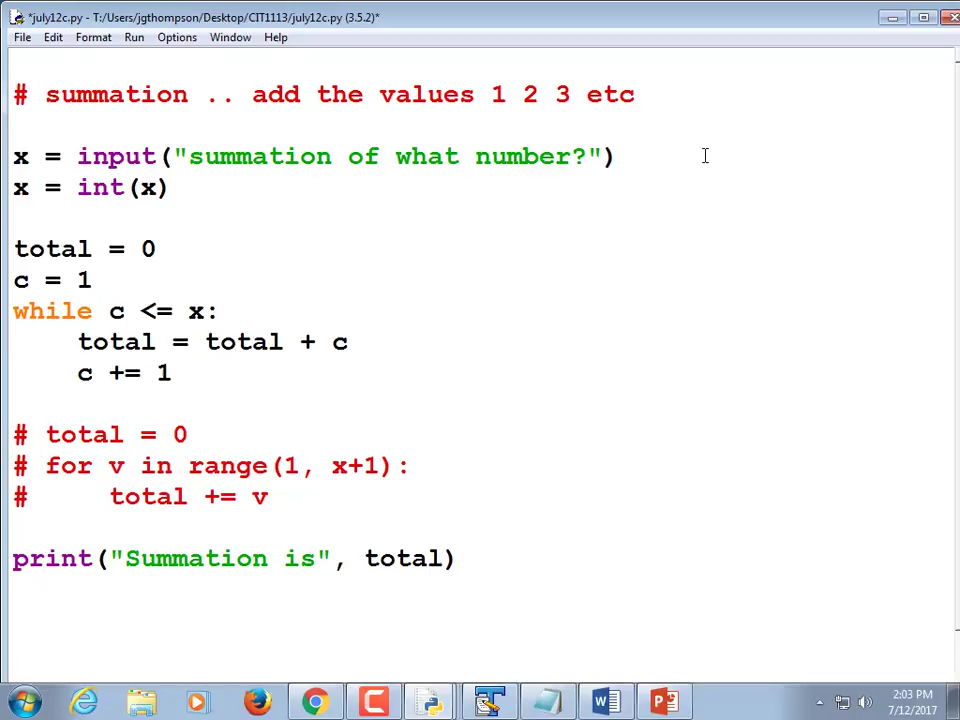 *july12c.py - T:/Users/jgthompson/Desktop/CIT1113/july12c.py (3.5.2)*
File Edit Format Run Options Window Help
# summation .. add the values 1 2 3 etc
x = input("summation of what number?")
x = int(x)
total = 0
c = 1
while c <= x:
    total = total + c
    c += 1
# total = 0
# for v in range(1, x+1):
#     total += v
print("Summation is", total)
2:03 PM
7/12/2017